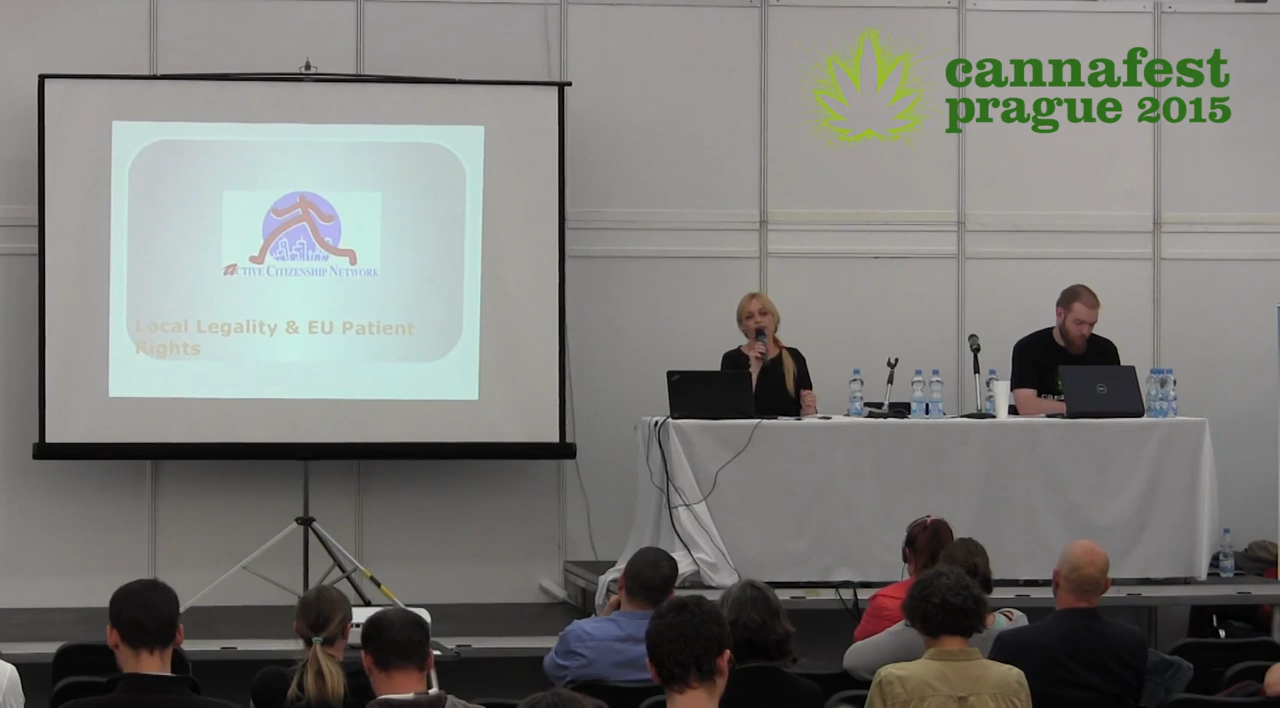 cannafest
prague 2015
Active Citizenship Network
Local Legality & EU Patient
Rights